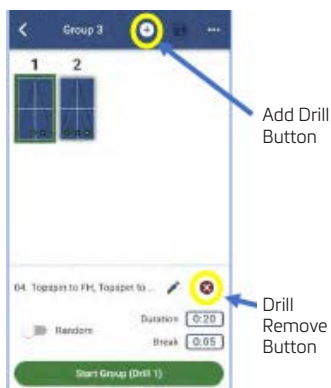 Group 3
1 2
Add Drill
Button
04. Topspin to FH, Topspin to ...
Drill
Remove
Button
Duration 0:20
Random
Break 0:05
Start Group (Drill 1)